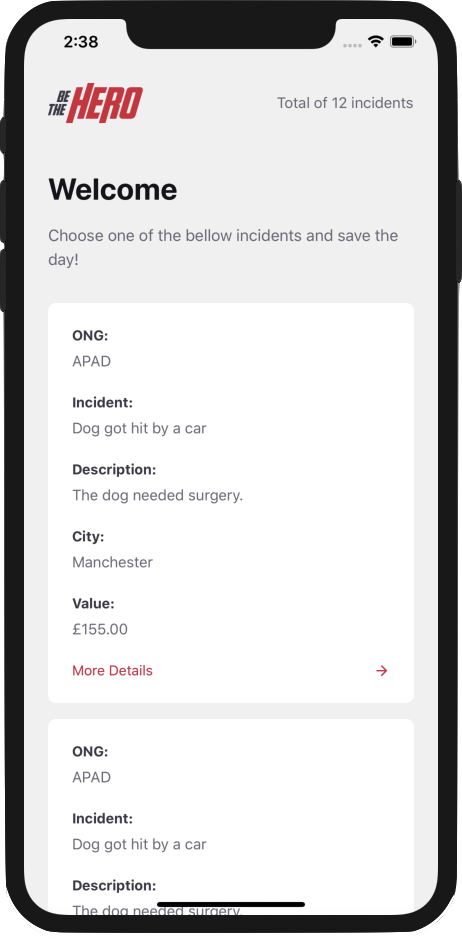 2:38
BE THE HERO
Total of 12 incidents
Welcome
Choose one of the bellow incidents and save the
day!
ONG:
APAD
Incident:
Dog got hit by a car
Description:
The dog needed surgery.
City:
Manchester
Value:
£155.00
More Details →
ONG:
APAD
Incident:
Dog got hit by a car
Description:
The dog needed surgery.